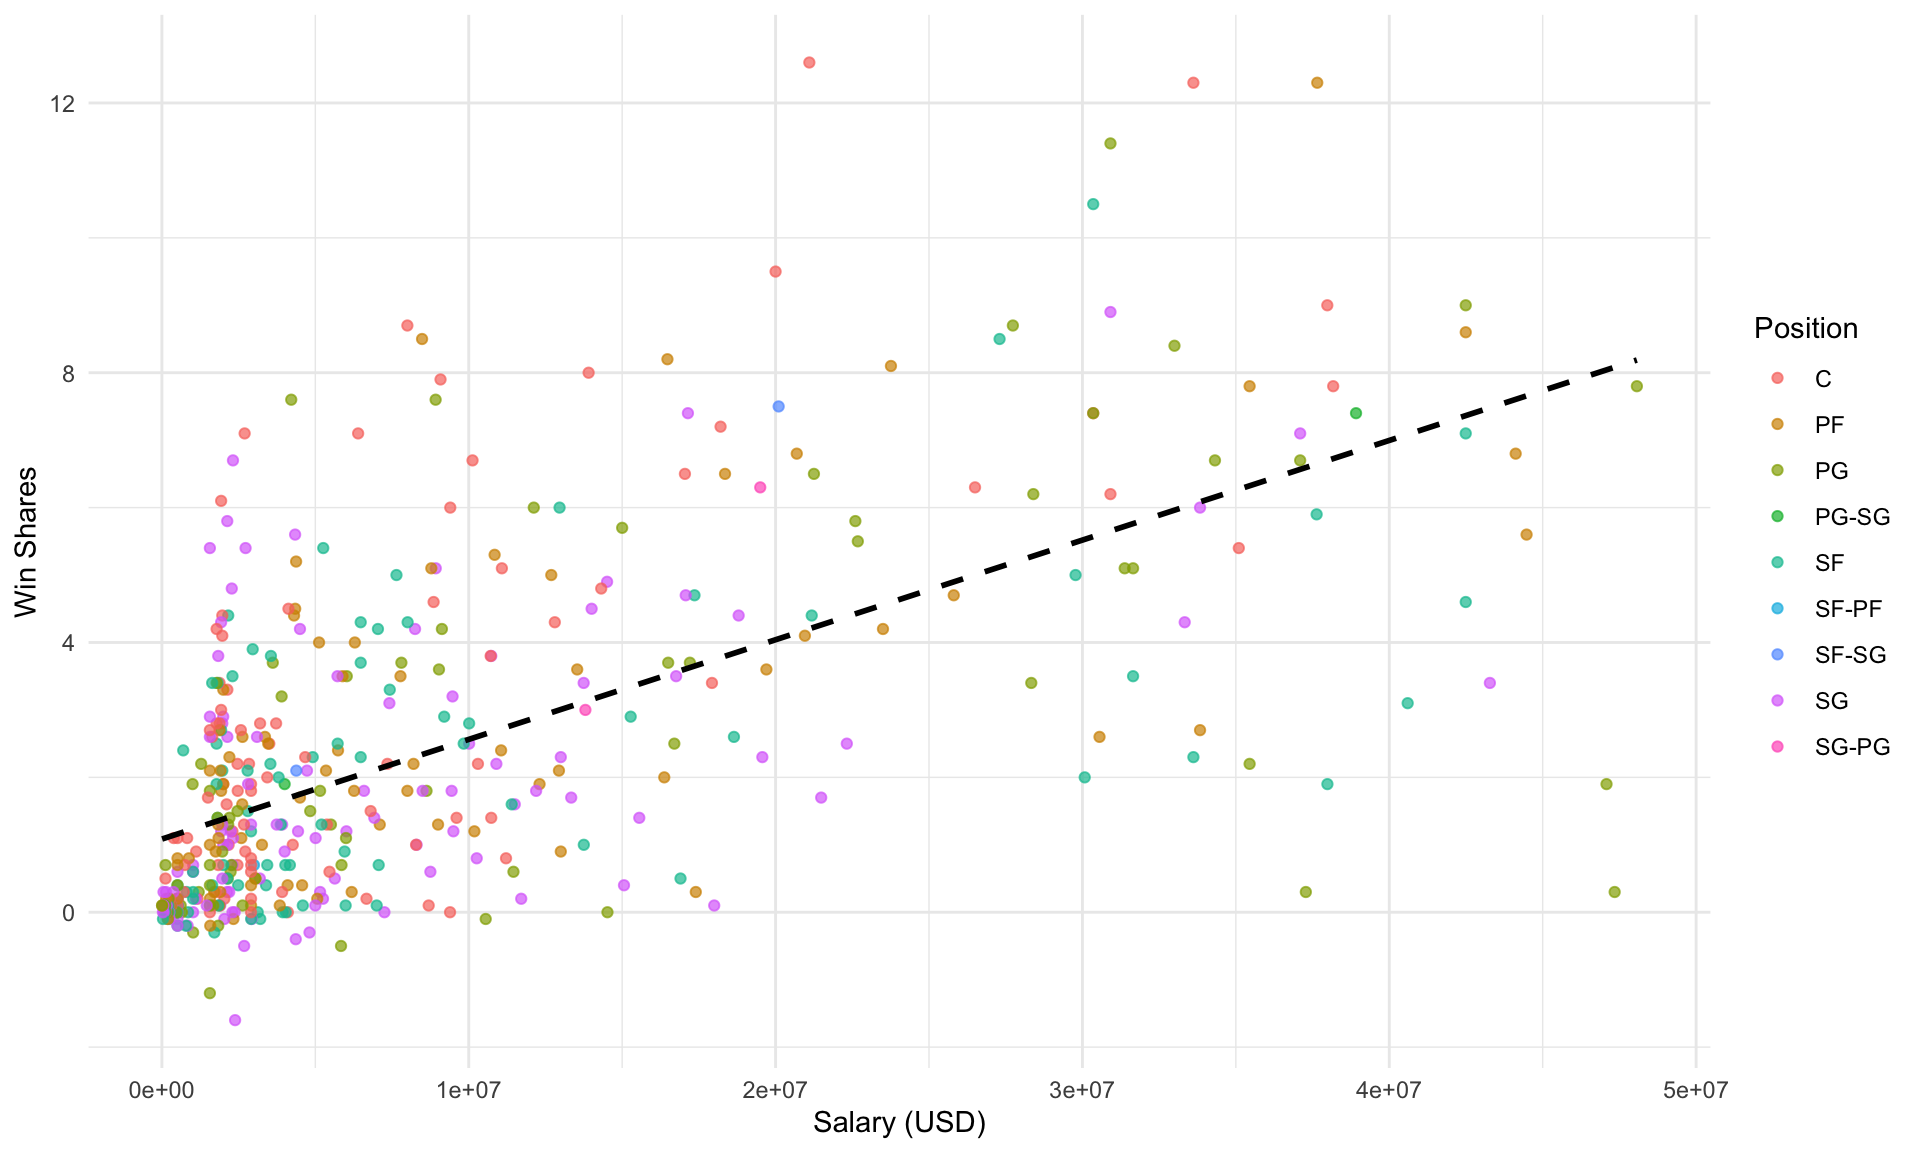 12
8
4
0
Win Shares
0e+00 1e+07 2e+07 3e+07 4e+07 5e+07
Salary (USD)
Position
C
PF
PG
PG-SG
SF
SF-PF
SF-SG
SG
SG-PG